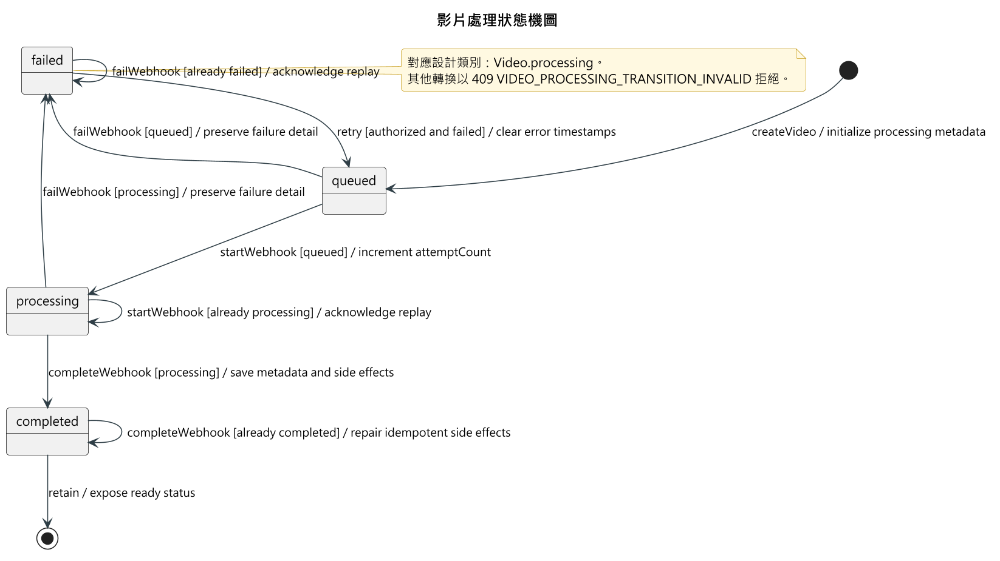 影片處理狀態機圖
failed
failWebhook [already failed] / acknowledge replay
對應設計類別：Video.processing。
其他轉換以 409 VIDEO_PROCESSING_TRANSITION_INVALID 拒絕。
failWebhook [queued] / preserve failure detail
retry [authorized and failed] / clear error timestamps
createVideo / initialize processing metadata
queued
failWebhook [processing] / preserve failure detail
startWebhook [queued] / increment attemptCount
processing
startWebhook [already processing] / acknowledge replay
completeWebhook [processing] / save metadata and side effects
completed
completeWebhook [already completed] / repair idempotent side effects
retain / expose ready status